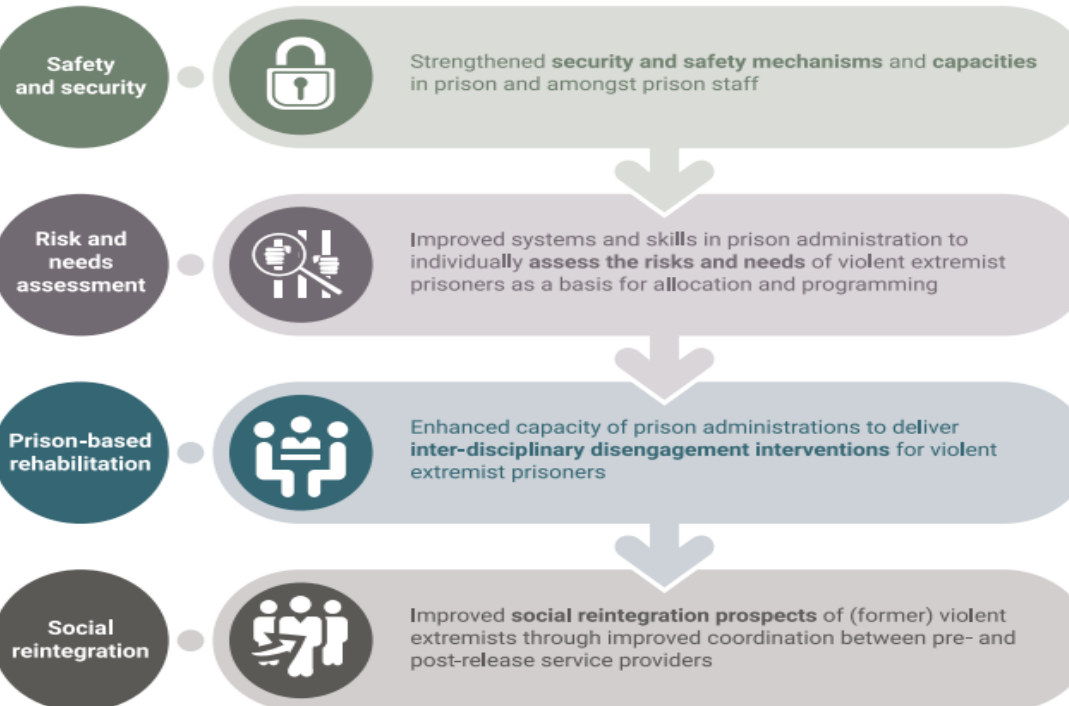 Safety
and security
Strengthened security and safety mechanisms and capacities
in prison and amongst prison staff
Risk and
needs
assessment
Improved systems and skills in prison administration to
individually assess the risks and needs of violent extremist
prisoners as a basis for allocation and programming
Prison-based
rehabilitation
Enhanced capacity of prison administrations to deliver
inter-disciplinary disengagement interventions for violent
extremist prisoners
Social
reintegration
Improved social reintegration prospects of (former) violent
extremists through improved coordination between pre- and
post-release service providers